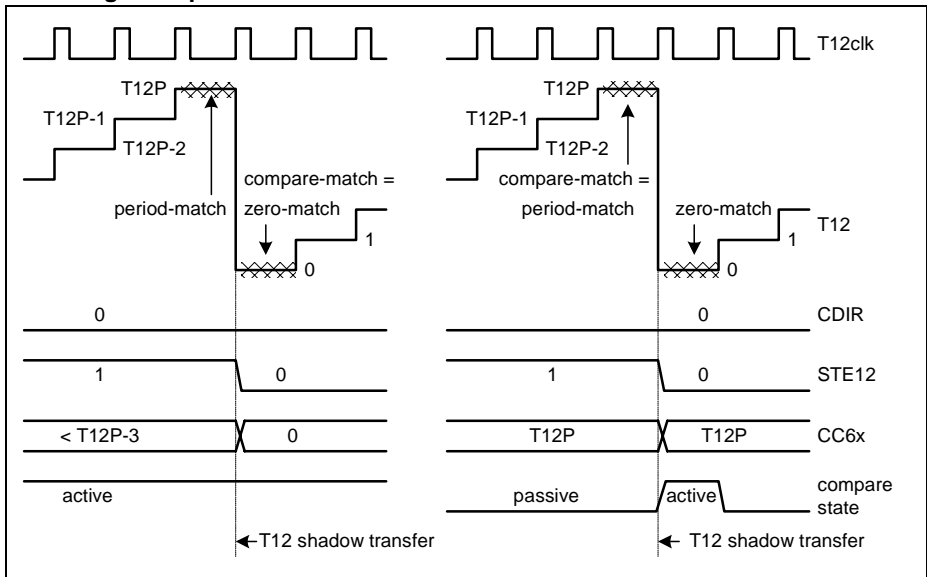 T12clk
T12P T12P
T12P-1 T12P-1
T12P-2 T12P-2
compare-match = compare-match =
period-match zero-match period-match zero-match
T12
1 1
0 0
0 0 CDIR
1 0 1 0 STE12
< T12P-3 0 T12P T12P CC6x
active passive active compare
state
T12 shadow transfer T12 shadow transfer